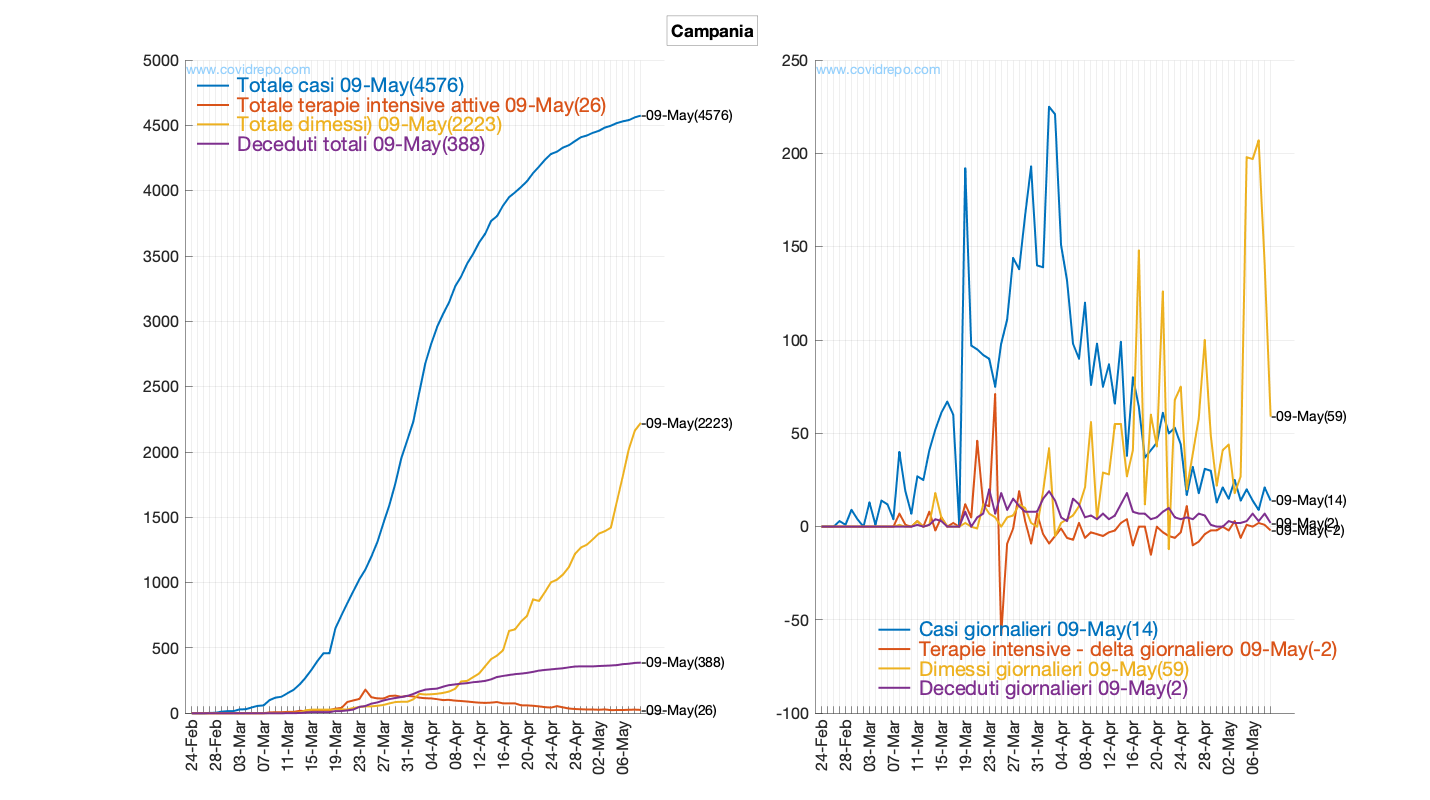 Campania
www.covidrepo.com
Totale casi 09-May(4576)
Totale terapie intensive attive 09-May(26)
Totale dimessi) 09-May(2223)
Deceduti totali 09-May(388)
5000
4500
4000
3500
3000
2500
2000
1500
1000
500
0
09-May(4576)
09-May(2223)
09-May(388)
09-May(26)
24-Feb
28-Feb
03-Mar
07-Mar
11-Mar
15-Mar
19-Mar
23-Mar
27-Mar
31-Mar
04-Apr
08-Apr
12-Apr
16-Apr
20-Apr
24-Apr
28-Apr
02-May
06-May
www.covidrepo.com
250
200
150
100
50
0
-50
-100
09-May(59)
09-May(14)
09-May(2)
09-May(-2)
Casi giornalieri 09-May(14)
Terapie intensive - delta giornaliero 09-May(-2)
Dimessi giornalieri 09-May(59)
Deceduti giornalieri 09-May(2)
24-Feb
28-Feb
03-Mar
07-Mar
11-Mar
15-Mar
19-Mar
23-Mar
27-Mar
31-Mar
04-Apr
08-Apr
12-Apr
16-Apr
20-Apr
24-Apr
28-Apr
02-May
06-May